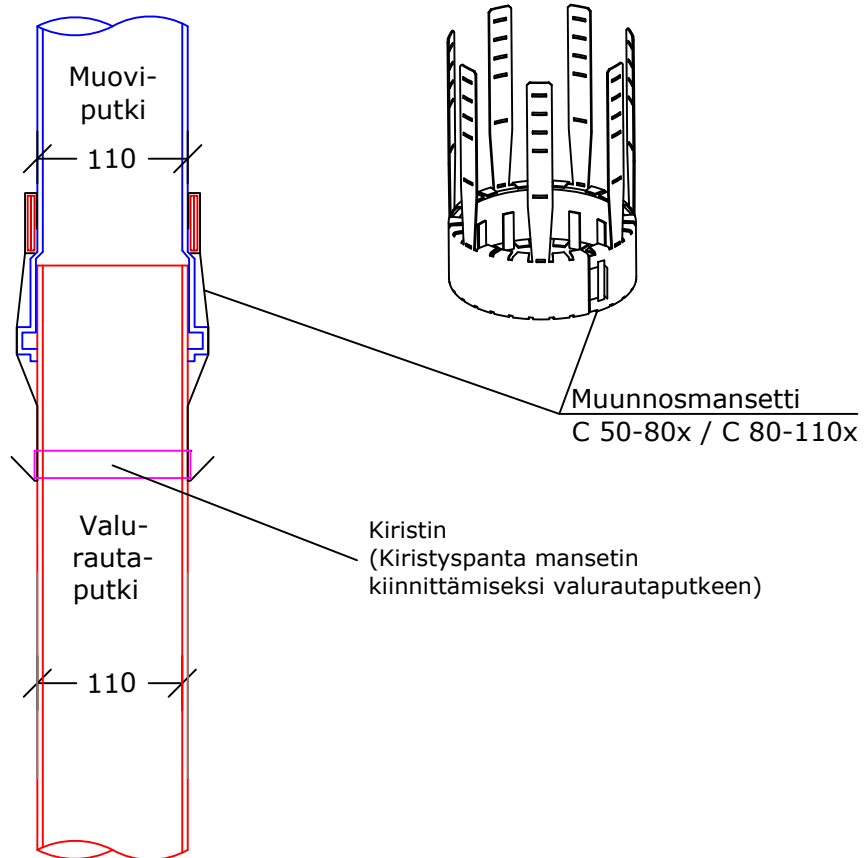 Muovi-
putki
110
Muunnosmansetti
C 50-80x / C 80-110x
Kiristin
(Kiristyspanta mansetin
kiinnittämiseksi valurautaputkeen)
Valu-
rauta-
putki
110